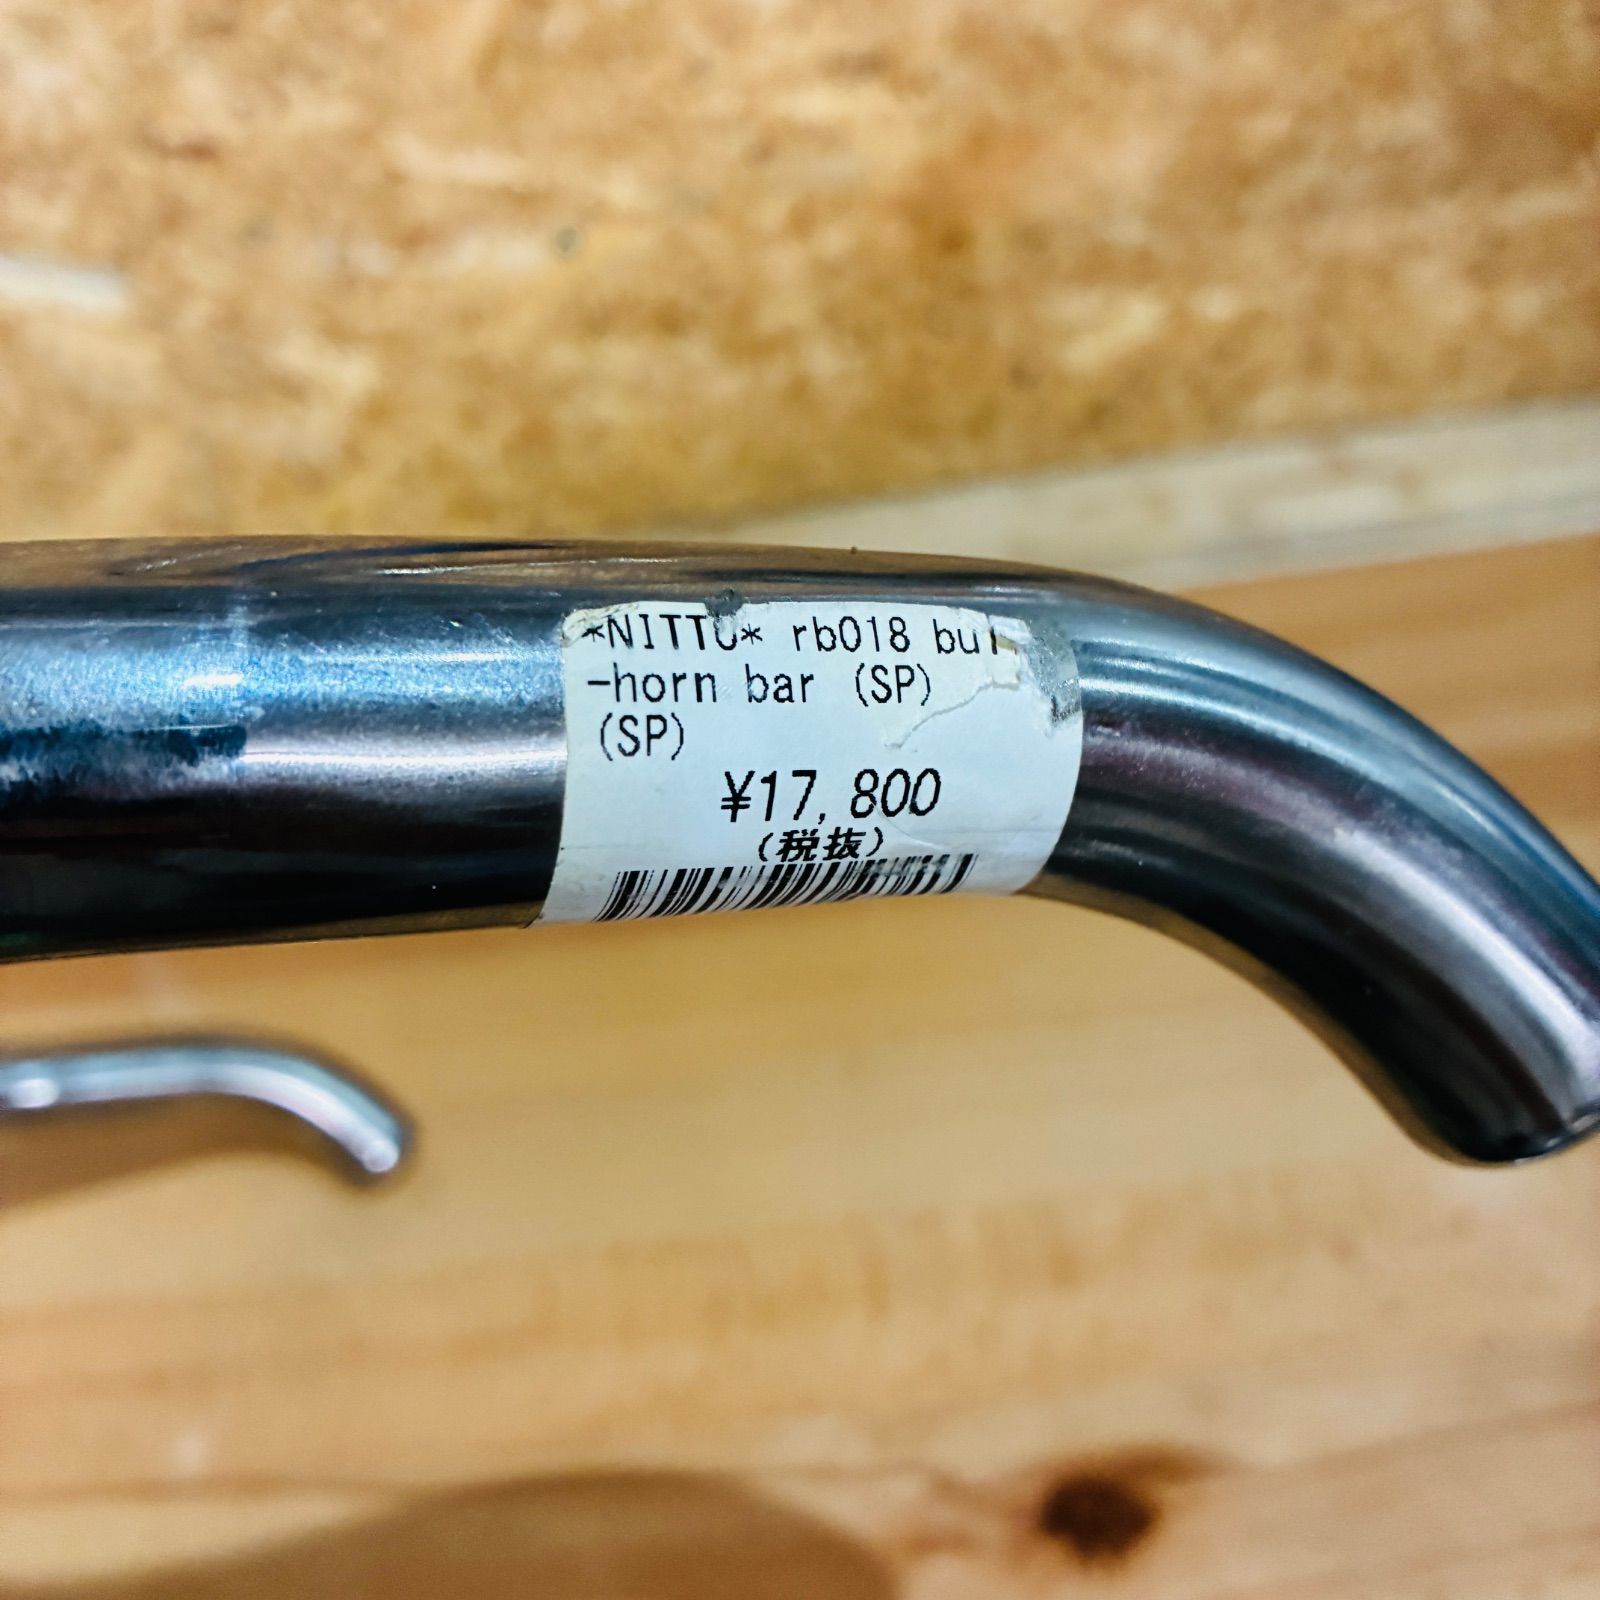 *NITTO* rb018 bul
-horn bar (SP)
(SP)
¥17,800
(税抜)